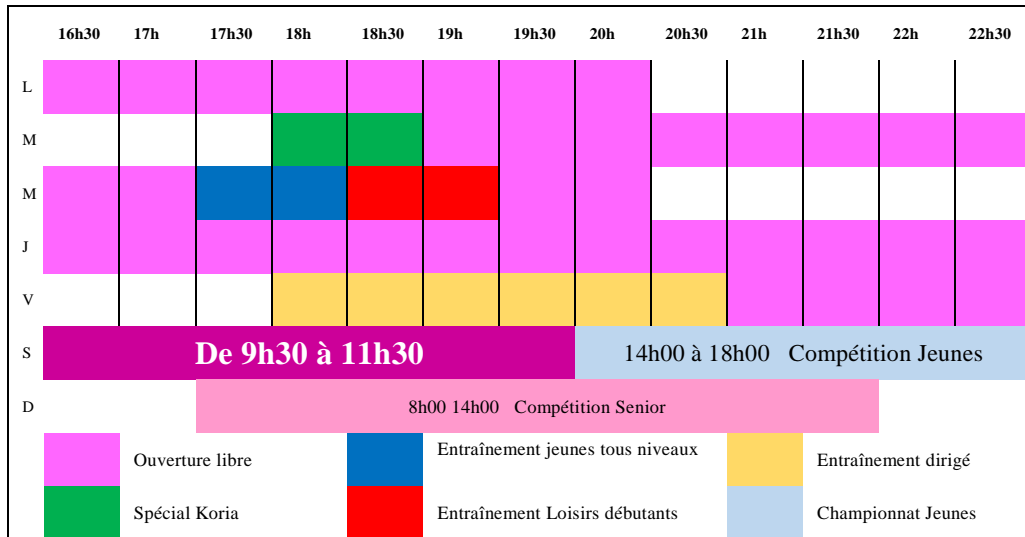 16h30 17h 17h30 18h 18h30 19h 19h30 20h 20h30 21h 21h30 22h 22h30
L
M
M
J
V
S De 9h30 à 11h30 14h00 à 18h00 Compétition Jeunes
D 8h00 14h00 Compétition Senior
Ouverture libre Entraînement jeunes tous niveaux Entraînement dirigé
Spécial Koria Entraînement Loisirs débutants Championnat Jeunes